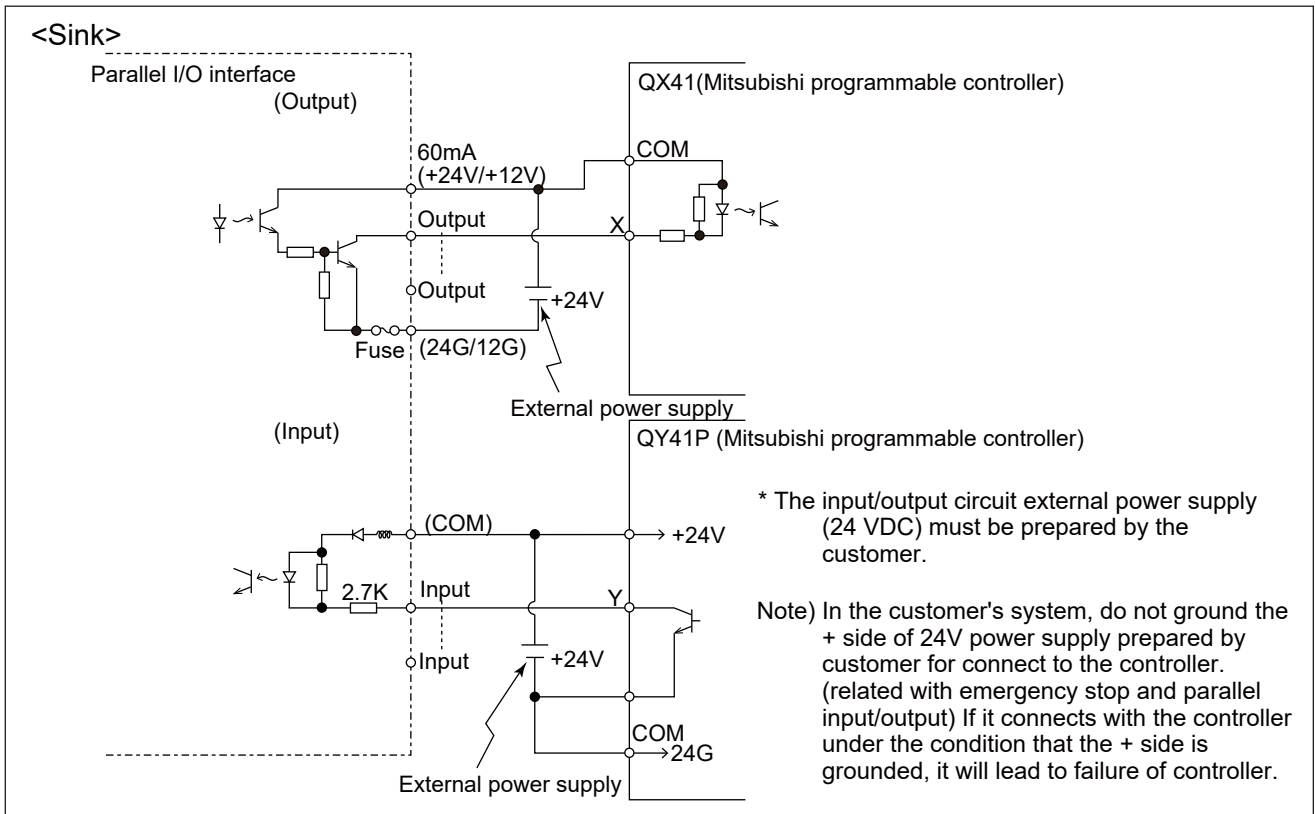 <Sink>
Parallel I/O interface
(Output)
QX41(Mitsubishi programmable controller)
60mA
(+24V/+12V)
COM
Output
X
Output
+24V
Fuse
(24G/12G)
External power supply
(Input)
QY41P (Mitsubishi programmable controller)
(COM)
+24V
2.7K
Input
Y
Input
+24V
COM
24G
External power supply
* The input/output circuit external power supply
(24 VDC) must be prepared by the
customer.
Note) In the customer's system, do not ground the
+ side of 24V power supply prepared by
customer for connect to the controller.
(related with emergency stop and parallel
input/output) If it connects with the controller
under the condition that the + side is
grounded, it will lead to failure of controller.